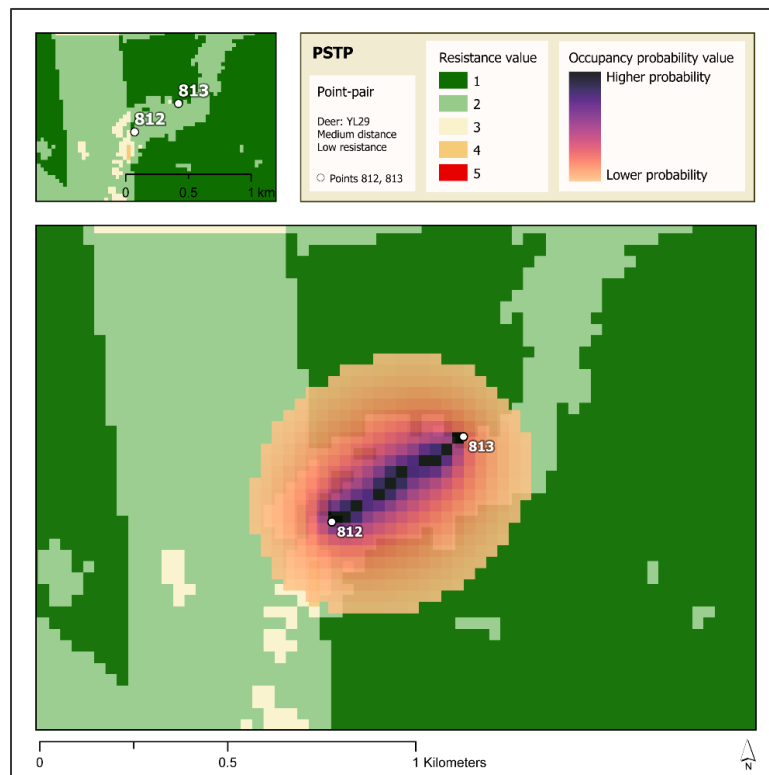 813
812
0 0.5 1 km
PSTP
Point-pair
Deer: YL29
Medium distance
Low resistance
Points 812, 813
Resistance value
1
2
3
4
5
Occupancy probability value
Higher probability
Lower probability
813
812
0 0.5 1 Kilometers
N